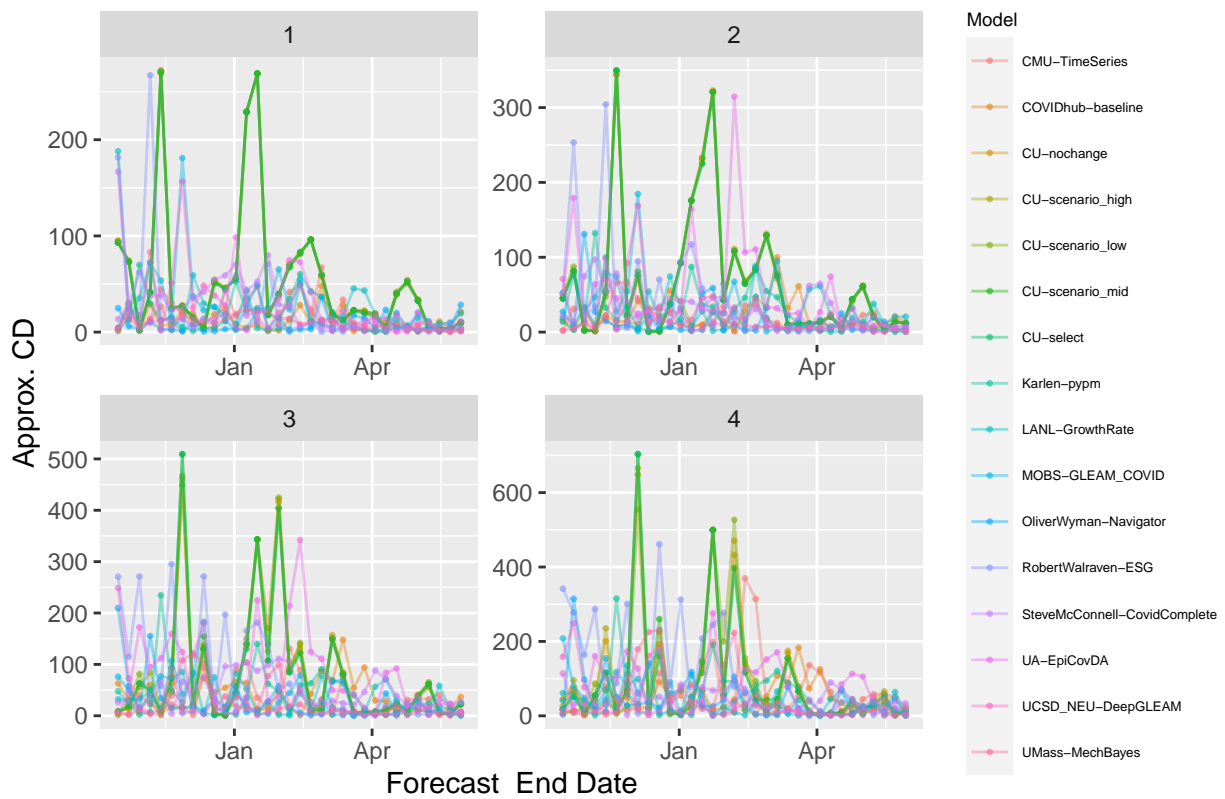 1
2
Model
0
100
200
Jan
Apr
0
100
200
300
Jan
Apr
3
4
0
100
200
300
400
500
Jan
Apr
0
200
400
600
Jan
Apr
Approx. CD
Forecast End Date
CMU−TimeSeries
COVIDhub−baseline
CU−nochange
CU−scenario_high
CU−scenario_low
CU−scenario_mid
CU−select
Karlen−pypm
LANL−GrowthRate
MOBS−GLEAM_COVID
OliverWyman−Navigator
RobertWalraven−ESG
SteveMcConnell−CovidComplete
UA−EpiCovDA
UCSD_NEU−DeepGLEAM
UMass−MechBayes